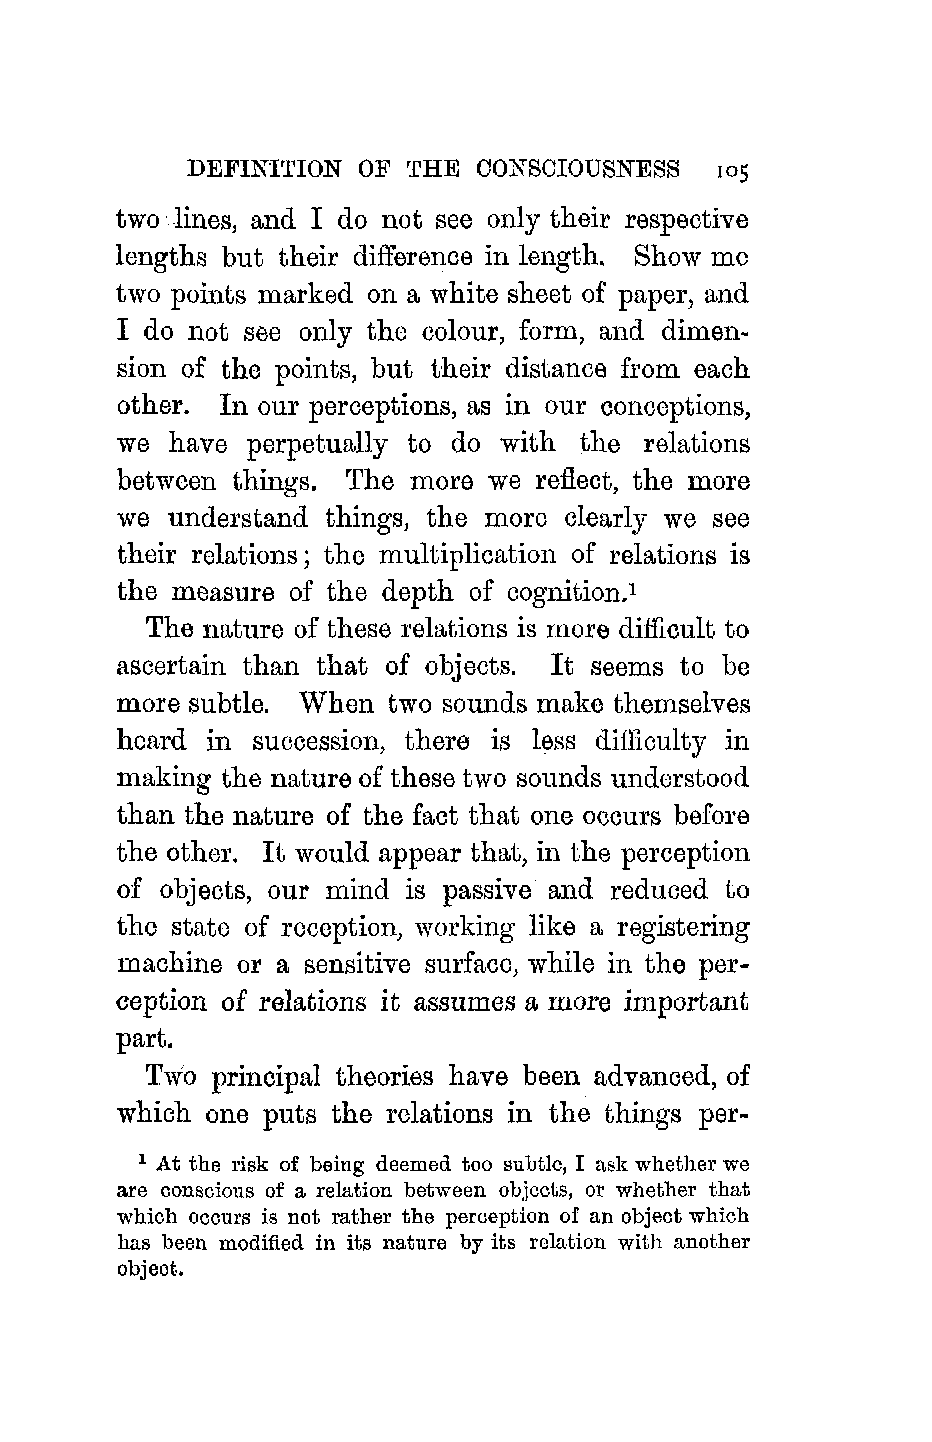 DEFINITION OF THE CONSCIOUSNESS 105
two lines, and I do not see only their respective
lengths but their difference in length. Show me
two points marked on a white sheet of paper, and
I do not see only the colour, form, and dimen-
sion of the points, but their distance from each
other. In our perceptions, as in our conceptions,
we have perpetually to do with the relations
between things. The more we reflect, the more
we understand things, the more clearly we see
their relations; the multiplication of relations is
the measure of the depth of cognition.¹
The nature of these relations is more difficult to
ascertain than that of objects. It seems to be
more subtle. When two sounds make themselves
heard in succession, there is less difficulty in
making the nature of these two sounds understood
than the nature of the fact that one occurs before
the other. It would appear that, in the perception
of objects, our mind is passive and reduced to
the state of reception, working like a registering
machine or a sensitive surface, while in the per-
ception of relations it assumes a more important
part.
Two principal theories have been advanced, of
which one puts the relations in the things per-
¹ At the risk of being deemed too subtle, I ask whether we
are conscious of a relation between objects, or whether that
which occurs is not rather the perception of an object which
has been modified in its nature by its relation with another
object.